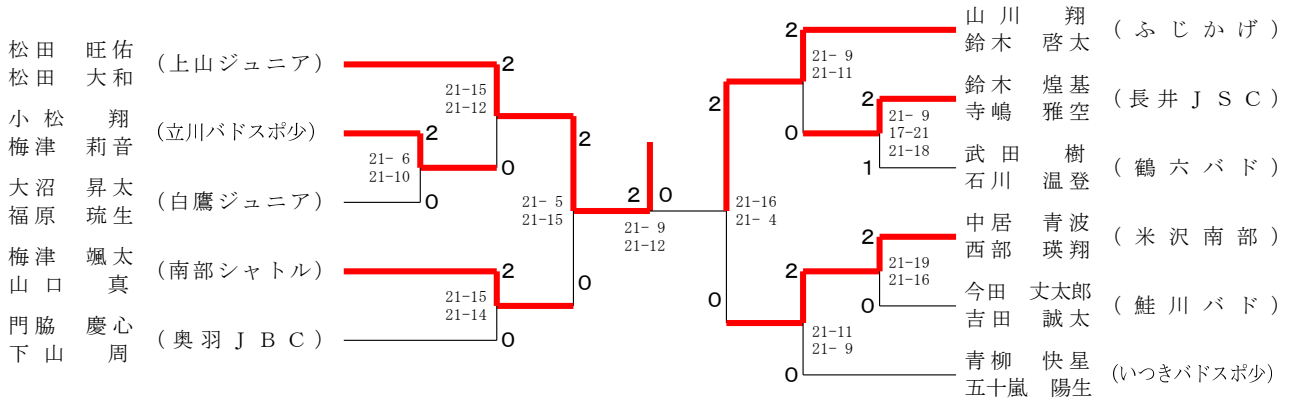 松田 旺佑
松田 大和
(上山ジュニア)
小松 翔
梅津 莉音
(立川バドスポ少)
大沼 昇太
福原 琉生
(白鷹ジュニア)
梅津 颯太
山口 真
(南部シャトル)
門脇 慶心
下山 周
(奥羽JBC)
2
21-15
21-12
0
2
21- 6
21-10
0
2
21- 5
21-15
0
2
21-15
21-14
0
2 0
21- 9
21-12
2
21-16
21- 4
0
2
21- 9
21-11
0
2
21- 9
17-21
21-18
1
2
21-19
21-16
0
2
21-11
21- 9
0
山川 翔
鈴木 啓太
(ふじかげ)
鈴木 煌基
寺嶋 雅空
(長井JSC)
武田 樹
石川 温登
(鶴六バド)
中居 青波
西部 瑛翔
(米沢南部)
今田 丈太郎
吉田 誠太
(鮭川バド)
青柳 快星
五十嵐 陽生
(いつきバドスポ少)